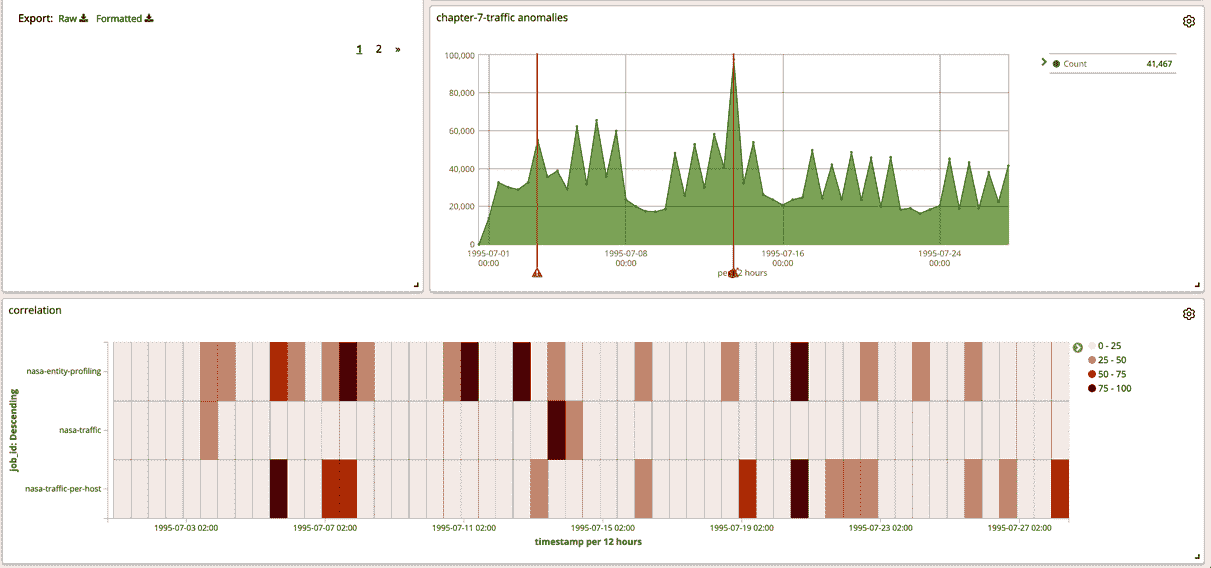 Export: Raw Formatted
1 2 »
chapter-7-traffic anomalies
100,000
80,000
60,000
40,000
20,000
0
1995-07-01 00:00
1995-07-08 00:00
1995-07-16 00:00
1995-07-24 00:00
Count 41,467
correlation
job_id: Descending
nasa-entity-profiling
nasa-traffic
nasa-traffic-per-host
1995-07-03 02:00
1995-07-07 02:00
1995-07-11 02:00
1995-07-15 02:00
1995-07-19 02:00
1995-07-23 02:00
1995-07-27 02:00
timestamp per 12 hours
0 - 25
25 - 50
50 - 75
75 - 100